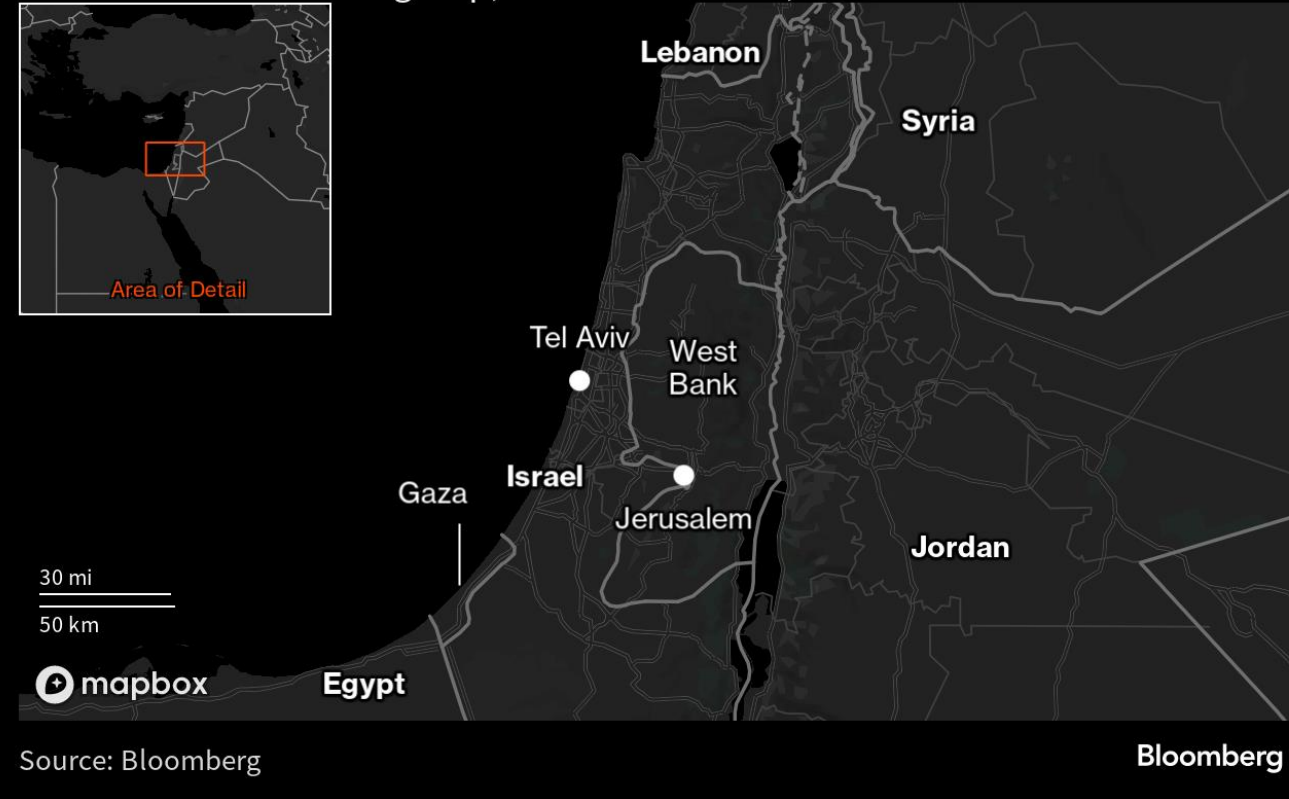 Lebanon
Syria
Area of Detail
Tel Aviv
West
Bank
Israel
Gaza
Jerusalem
Jordan
30 mi
50 km
mapbox
Egypt
Source: Bloomberg
Bloomberg